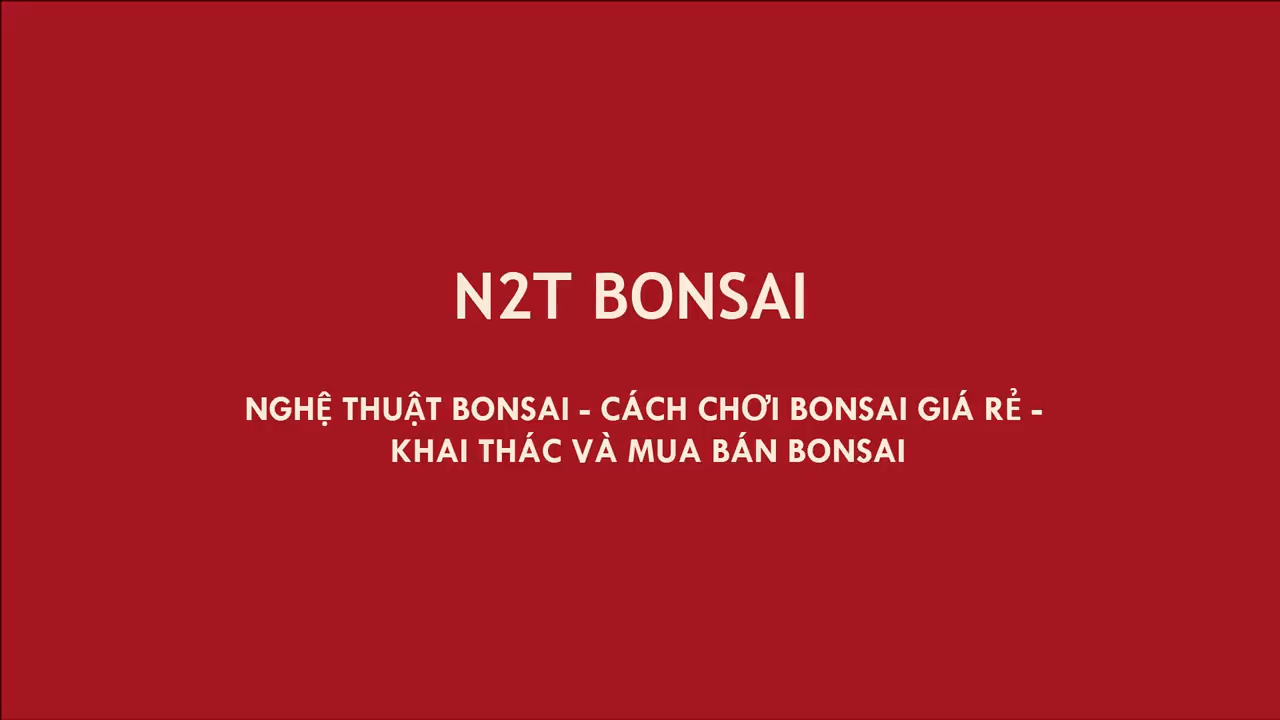 N2T BONSAI
NGHỆ THUẬT BONSAI - CÁCH CHƠI BONSAI GIÁ RẺ -
KHAI THÁC VÀ MUA BÁN BONSAI